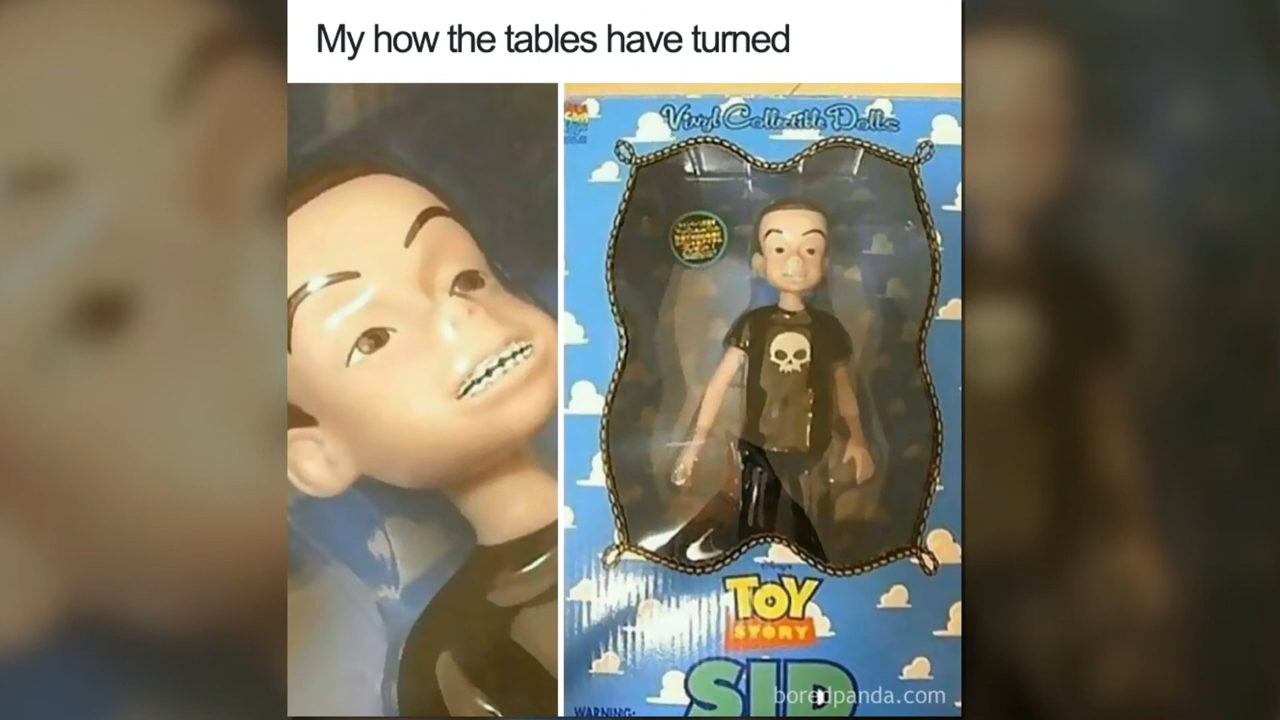 My how the tables have turned
Vinyl Collectible Dolls
TOY
STORY
SID
WARNING:
boredpanda.com